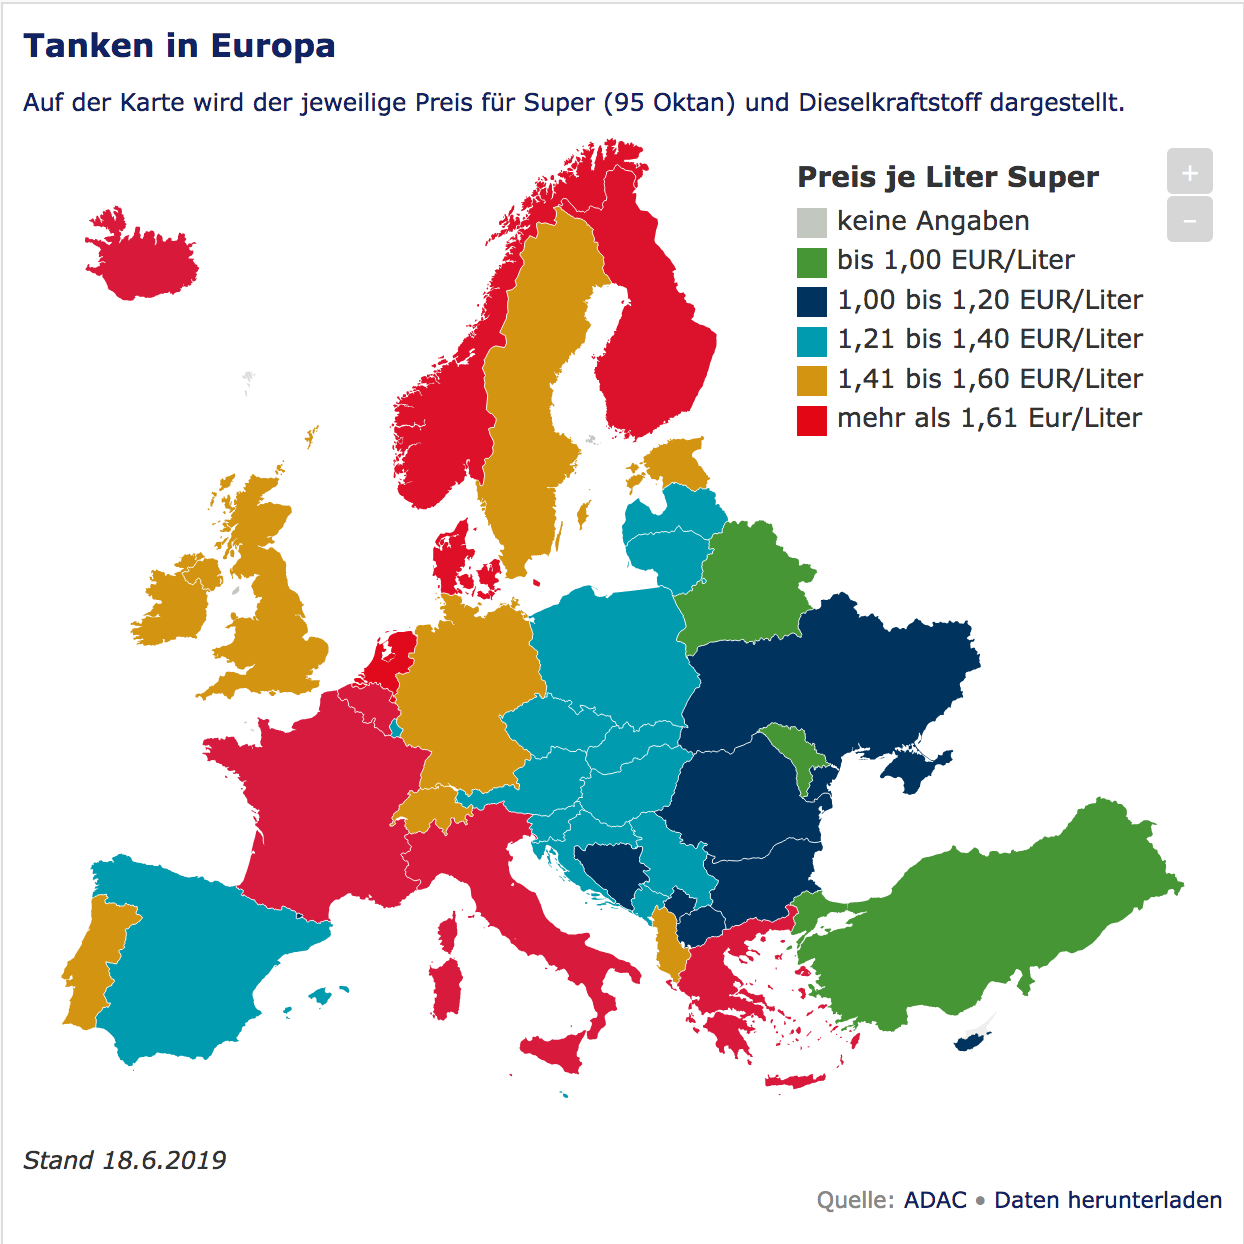 Tanken in Europa
Auf der Karte wird der jeweilige Preis für Super (95 Oktan) und Dieselkraftstoff dargestellt.
Preis je Liter Super
+
keine Angaben
–
bis 1,00 EUR/Liter
1,00 bis 1,20 EUR/Liter
1,21 bis 1,40 EUR/Liter
1,41 bis 1,60 EUR/Liter
mehr als 1,61 Eur/Liter
Stand 18.6.2019
Quelle: ADAC • Daten herunterladen